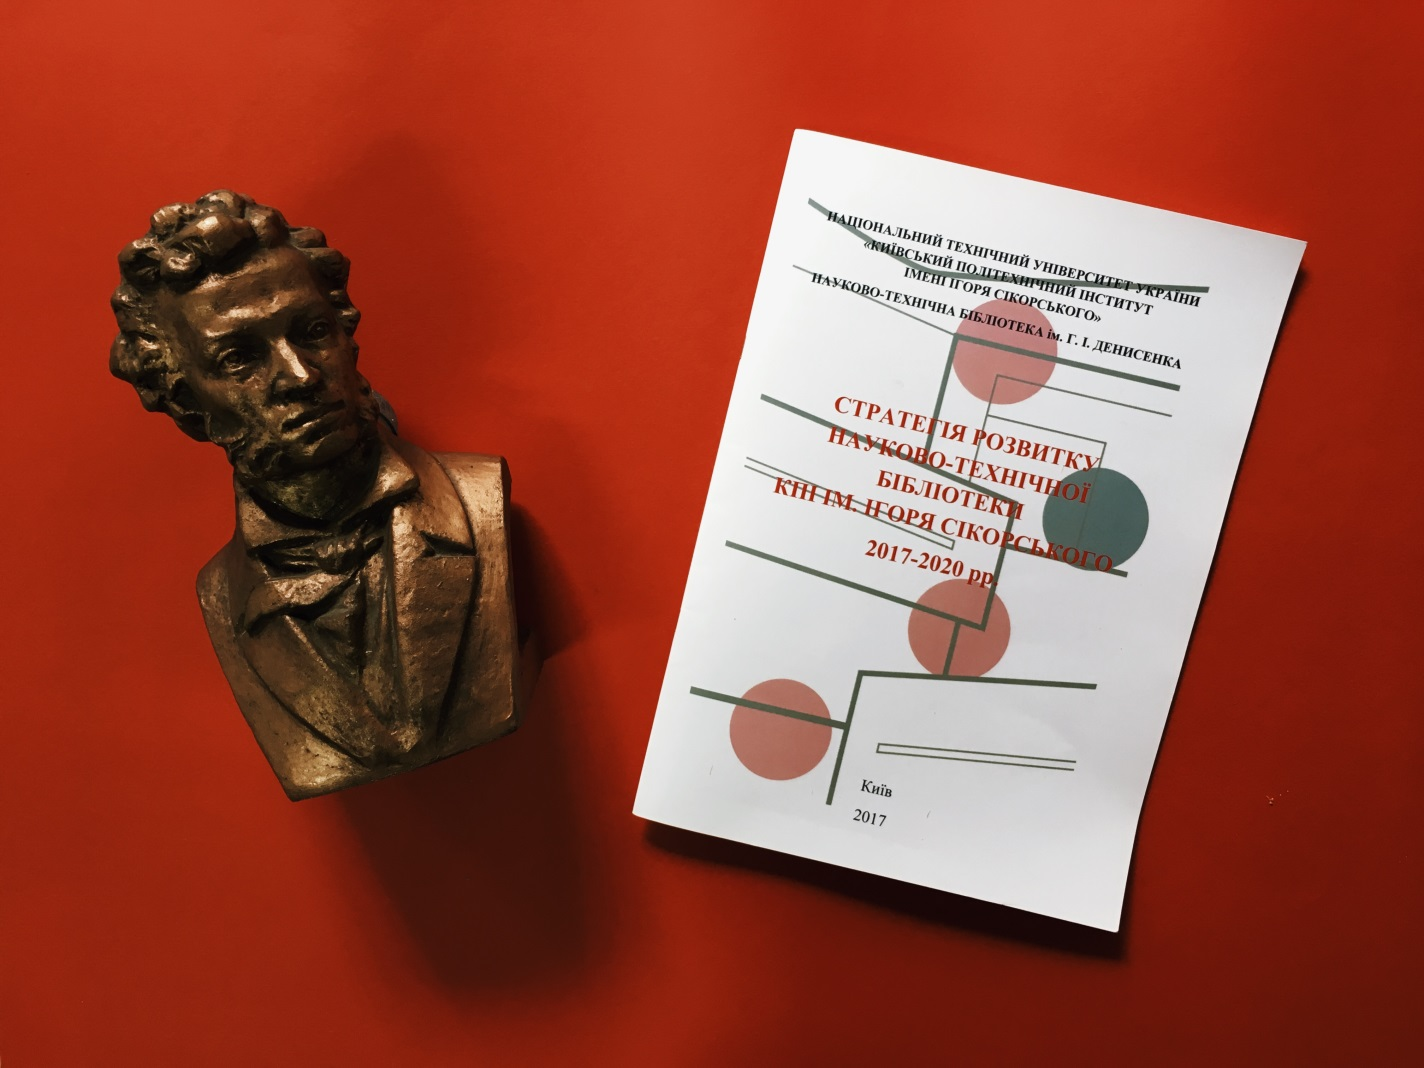 НАЦІОНАЛЬНИЙ ТЕХНІЧНИЙ УНІВЕРСИТЕТ УКРАЇНИ
«КИЇВСЬКИЙ ПОЛІТЕХНІЧНИЙ ІНСТИТУТ
ІМЕНІ ІГОРЯ СІКОРСЬКОГО»
НАУКОВО-ТЕХНІЧНА БІБЛІОТЕКА ім. Г. І. ДЕНИСЕНКА
СТРАТЕГІЯ РОЗВИТКУ
НАУКОВО-ТЕХНІЧНОЇ
БІБЛІОТЕКИ
КПІ ІМ. ІГОРЯ СІКОРСЬКОГО
2017-2020 рр.
Київ
2017